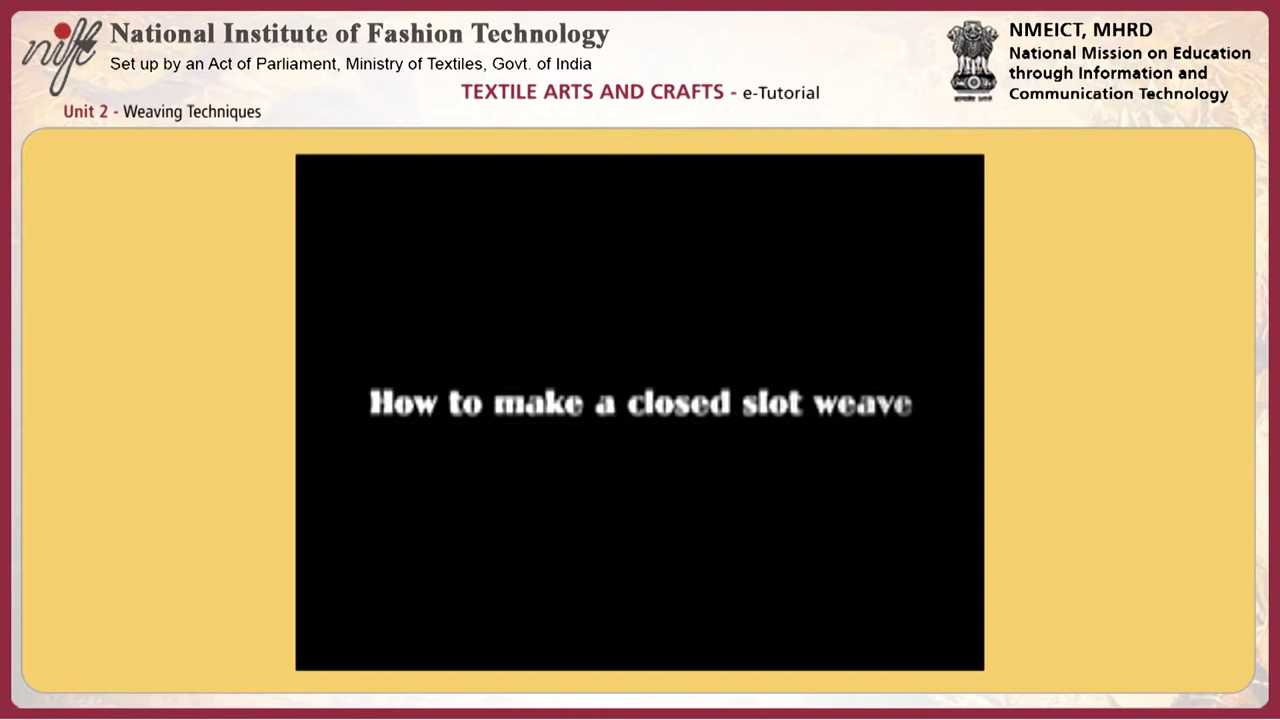 nift
National Institute of Fashion Technology
Set up by an Act of Parliament, Ministry of Textiles, Govt. of India
NMEICT, MHRD
National Mission on Education
through Information and
Communication Technology
TEXTILE ARTS AND CRAFTS - e-Tutorial
Unit 2 - Weaving Techniques
How to make a closed slot weave